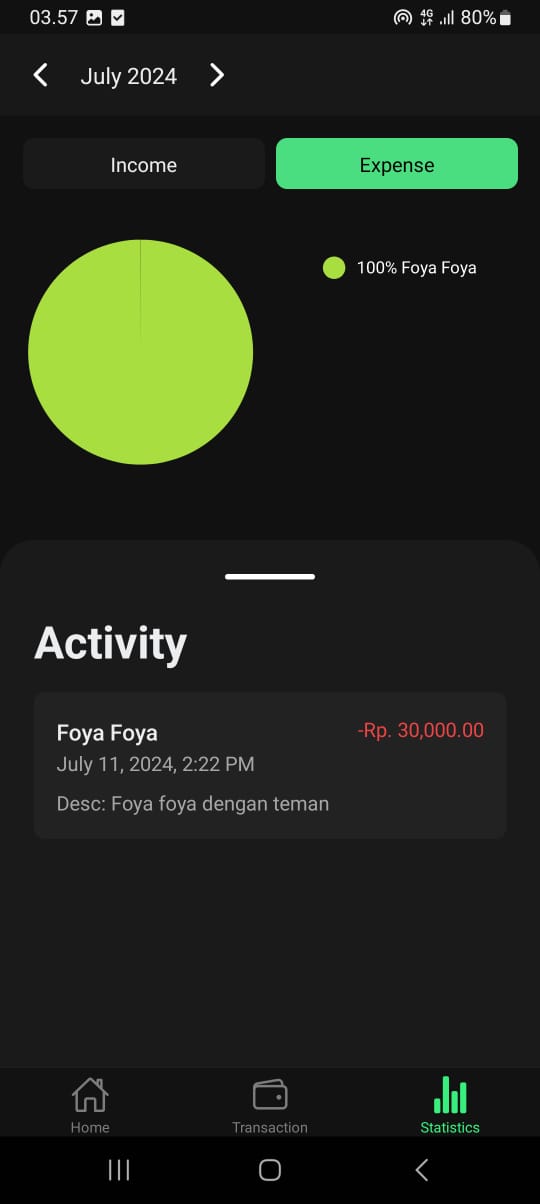 03.57 4G 80%
July 2024
Income Expense
100% Foya Foya
Activity
Foya Foya -Rp. 30,000.00
July 11, 2024, 2:22 PM
Desc: Foya foya dengan teman
Home Transaction Statistics